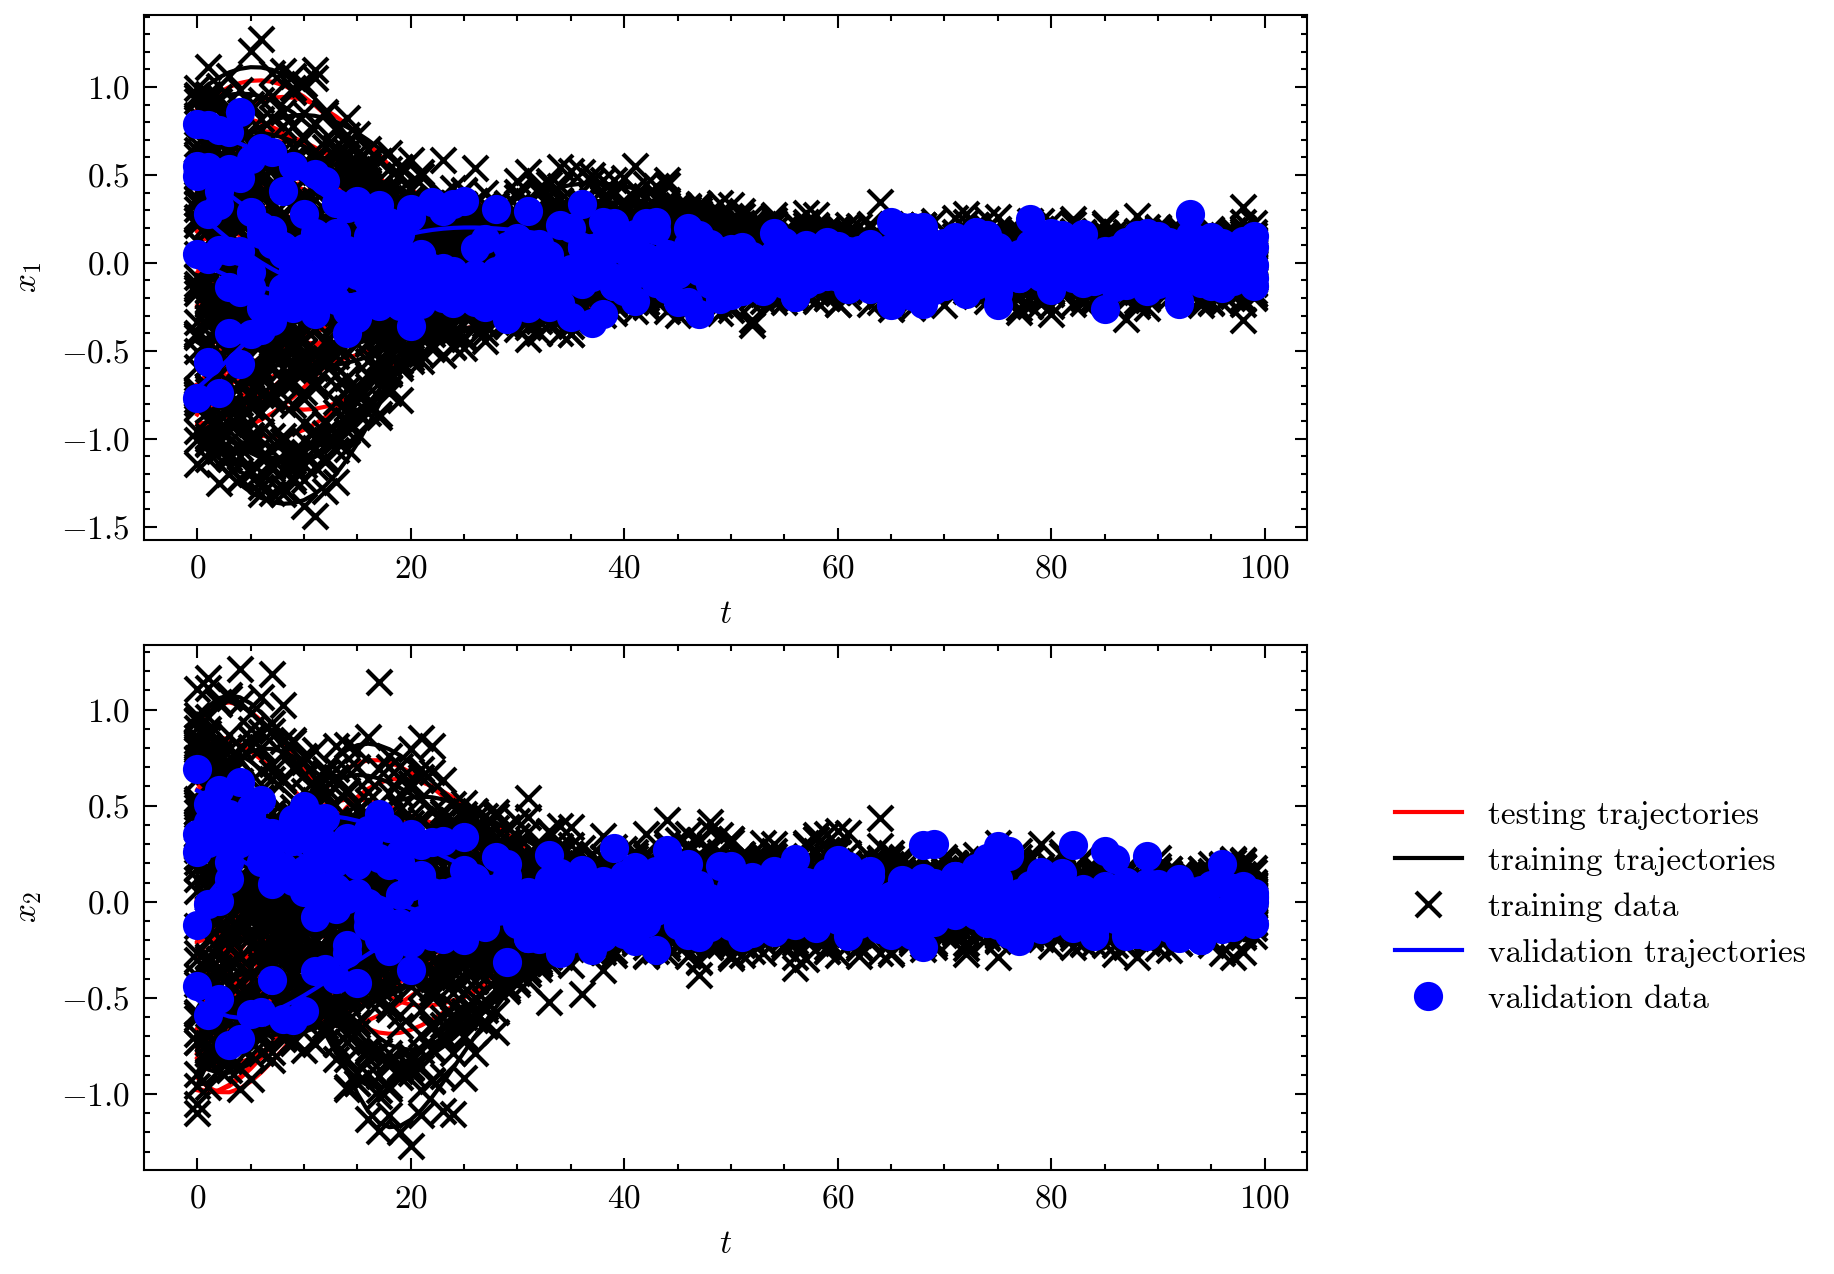 1.0
0.5
0.0
−0.5
−1.0
−1.5
x₁
0 20 40 60 80 100
t
1.0
0.5
0.0
−0.5
−1.0
x₂
0 20 40 60 80 100
t
testing trajectories
training trajectories
training data
validation trajectories
validation data